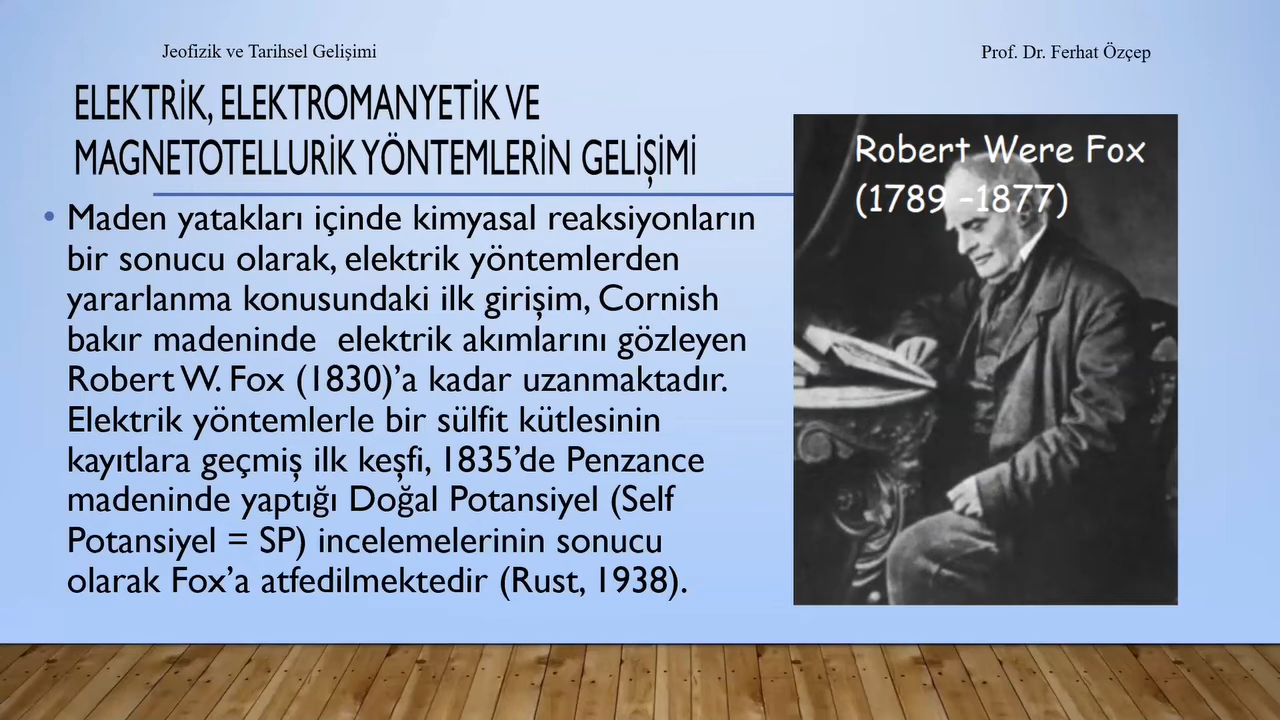 Jeofizik ve Tarihsel Gelişimi
Prof. Dr. Ferhat Özçep
ELEKTRİK, ELEKTROMANYETİK VE
MAGNETOTELLURİK YÖNTEMLERİN GELİŞİMİ
Robert Were Fox
(1789 -1877)
• Maden yatakları içinde kimyasal reaksiyonların
bir sonucu olarak, elektrik yöntemlerden
yararlanma konusundaki ilk girişim, Cornish
bakır madeninde  elektrik akımlarını gözleyen
Robert W. Fox (1830)’a kadar uzanmaktadır.
Elektrik yöntemlerle bir sülfit kütlesinin
kayıtlara geçmiş ilk keşfi, 1835’de Penzance
madeninde yaptığı Doğal Potansiyel (Self
Potansiyel = SP) incelemelerinin sonucu
olarak Fox’a atfedilmektedir (Rust, 1938).